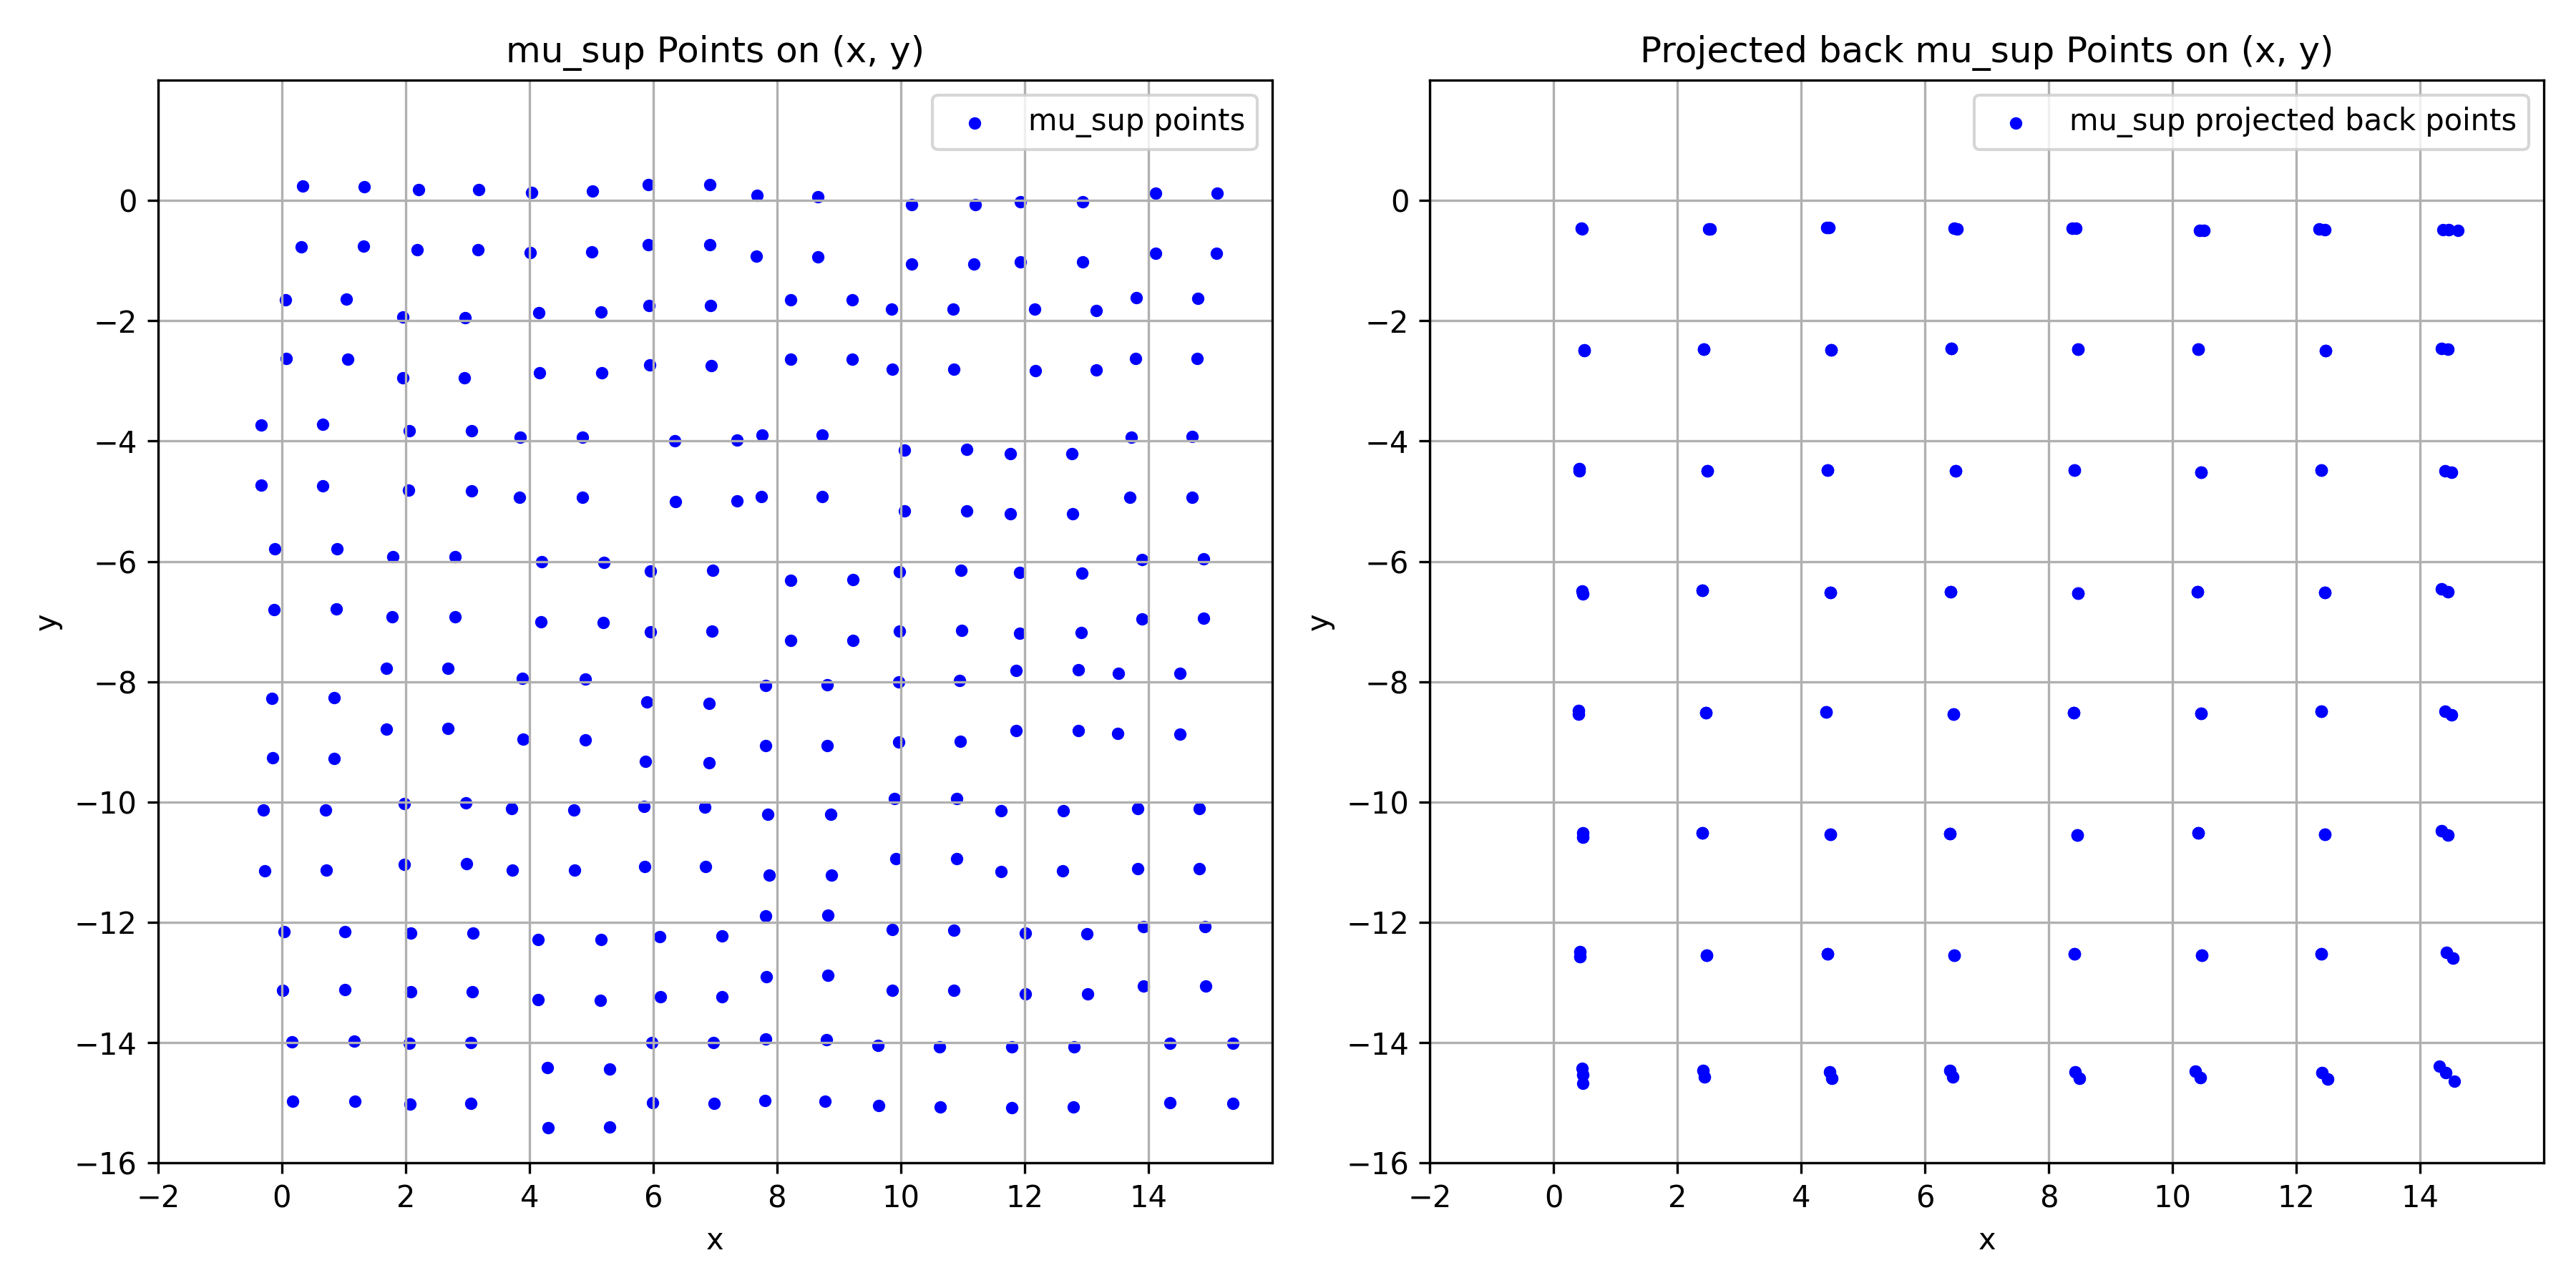 mu_sup Points on (x, y)
mu_sup points
0
−2
−4
−6
−8
−10
−12
−14
−16
y
−2 0 2 4 6 8 10 12 14
x
Projected back mu_sup Points on (x, y)
mu_sup projected back points
0
−2
−4
−6
−8
−10
−12
−14
−16
y
−2 0 2 4 6 8 10 12 14
x